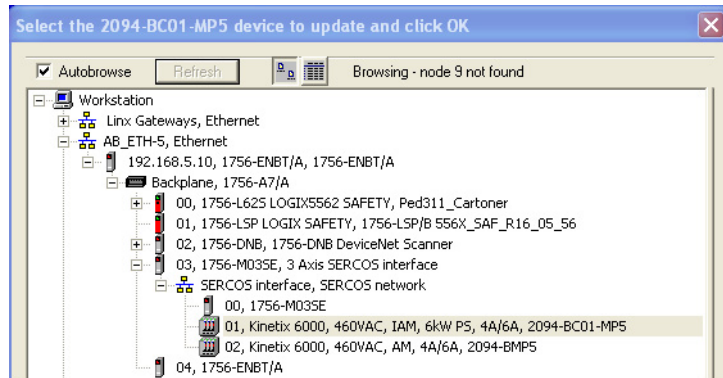 Select the 2094-BC01-MP5 device to update and click OK
Autobrowse Refresh Browsing - node 9 not found
Workstation
Linx Gateways, Ethernet
AB_ETH-5, Ethernet
192.168.5.10, 1756-ENBT/A, 1756-ENBT/A
Backplane, 1756-A7/A
00, 1756-L62S LOGIX5562 SAFETY, Ped311_Cartoner
01, 1756-LSP LOGIX SAFETY, 1756-LSP/B 556X_SAF_R16_05_56
02, 1756-DNB, 1756-DNB DeviceNet Scanner
03, 1756-M03SE, 3 Axis SERCOS interface
SERCOS interface, SERCOS network
00, 1756-M03SE
01, Kinetix 6000, 460VAC, IAM, 6kW PS, 4A/6A, 2094-BC01-MP5
02, Kinetix 6000, 460VAC, AM, 4A/6A, 2094-BMP5
04, 1756-ENBT/A